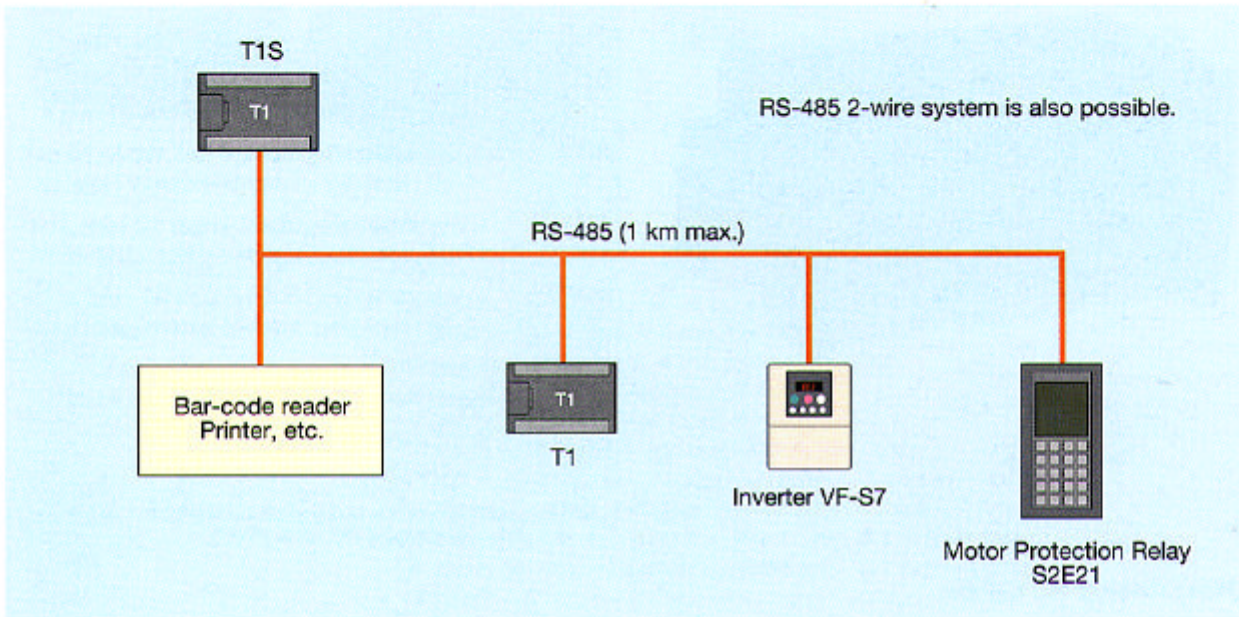 T1S
T1
RS-485 2-wire system is also possible.
RS-485 (1 km max.)
Bar-code reader
Printer, etc.
T1
T1
Inverter VF-S7
Motor Protection Relay
S2E21